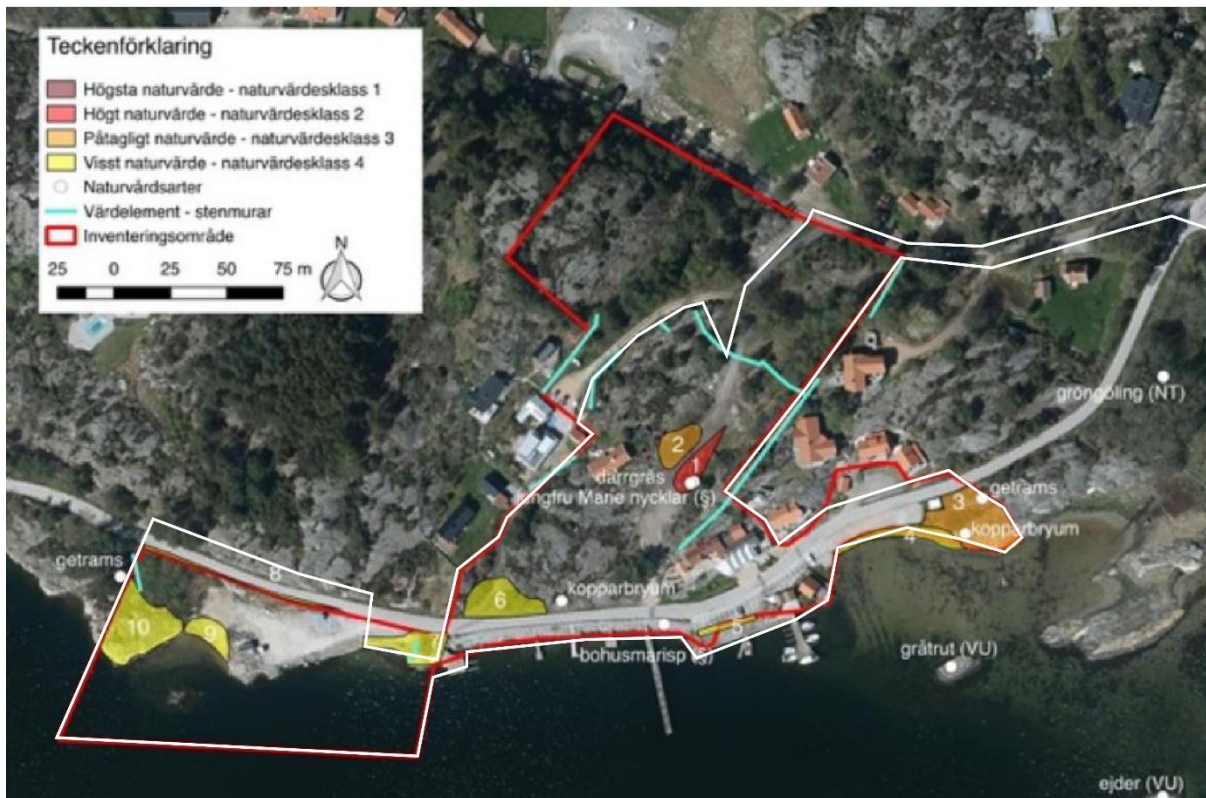 Teckenförklaring
Högsta naturvärde - naturvärdesklass 1
Högt naturvärde - naturvärdesklass 2
Påtagligt naturvärde - naturvärdesklass 3
Visst naturvärde - naturvärdesklass 4
Naturvårdsarter
Värdelement - stenmurar
Inventeringsområde
N
25 0 25 50 75 m
gröngöling (NT)
2
1
darrgräs
Jungfru Marie nycklar (§)
3
getrams
kopparbryum
4
getrams
8
kopparbryum
6
10
9
5
bohusmarisp (§)
gråtrut (VU)
ejder (VU)